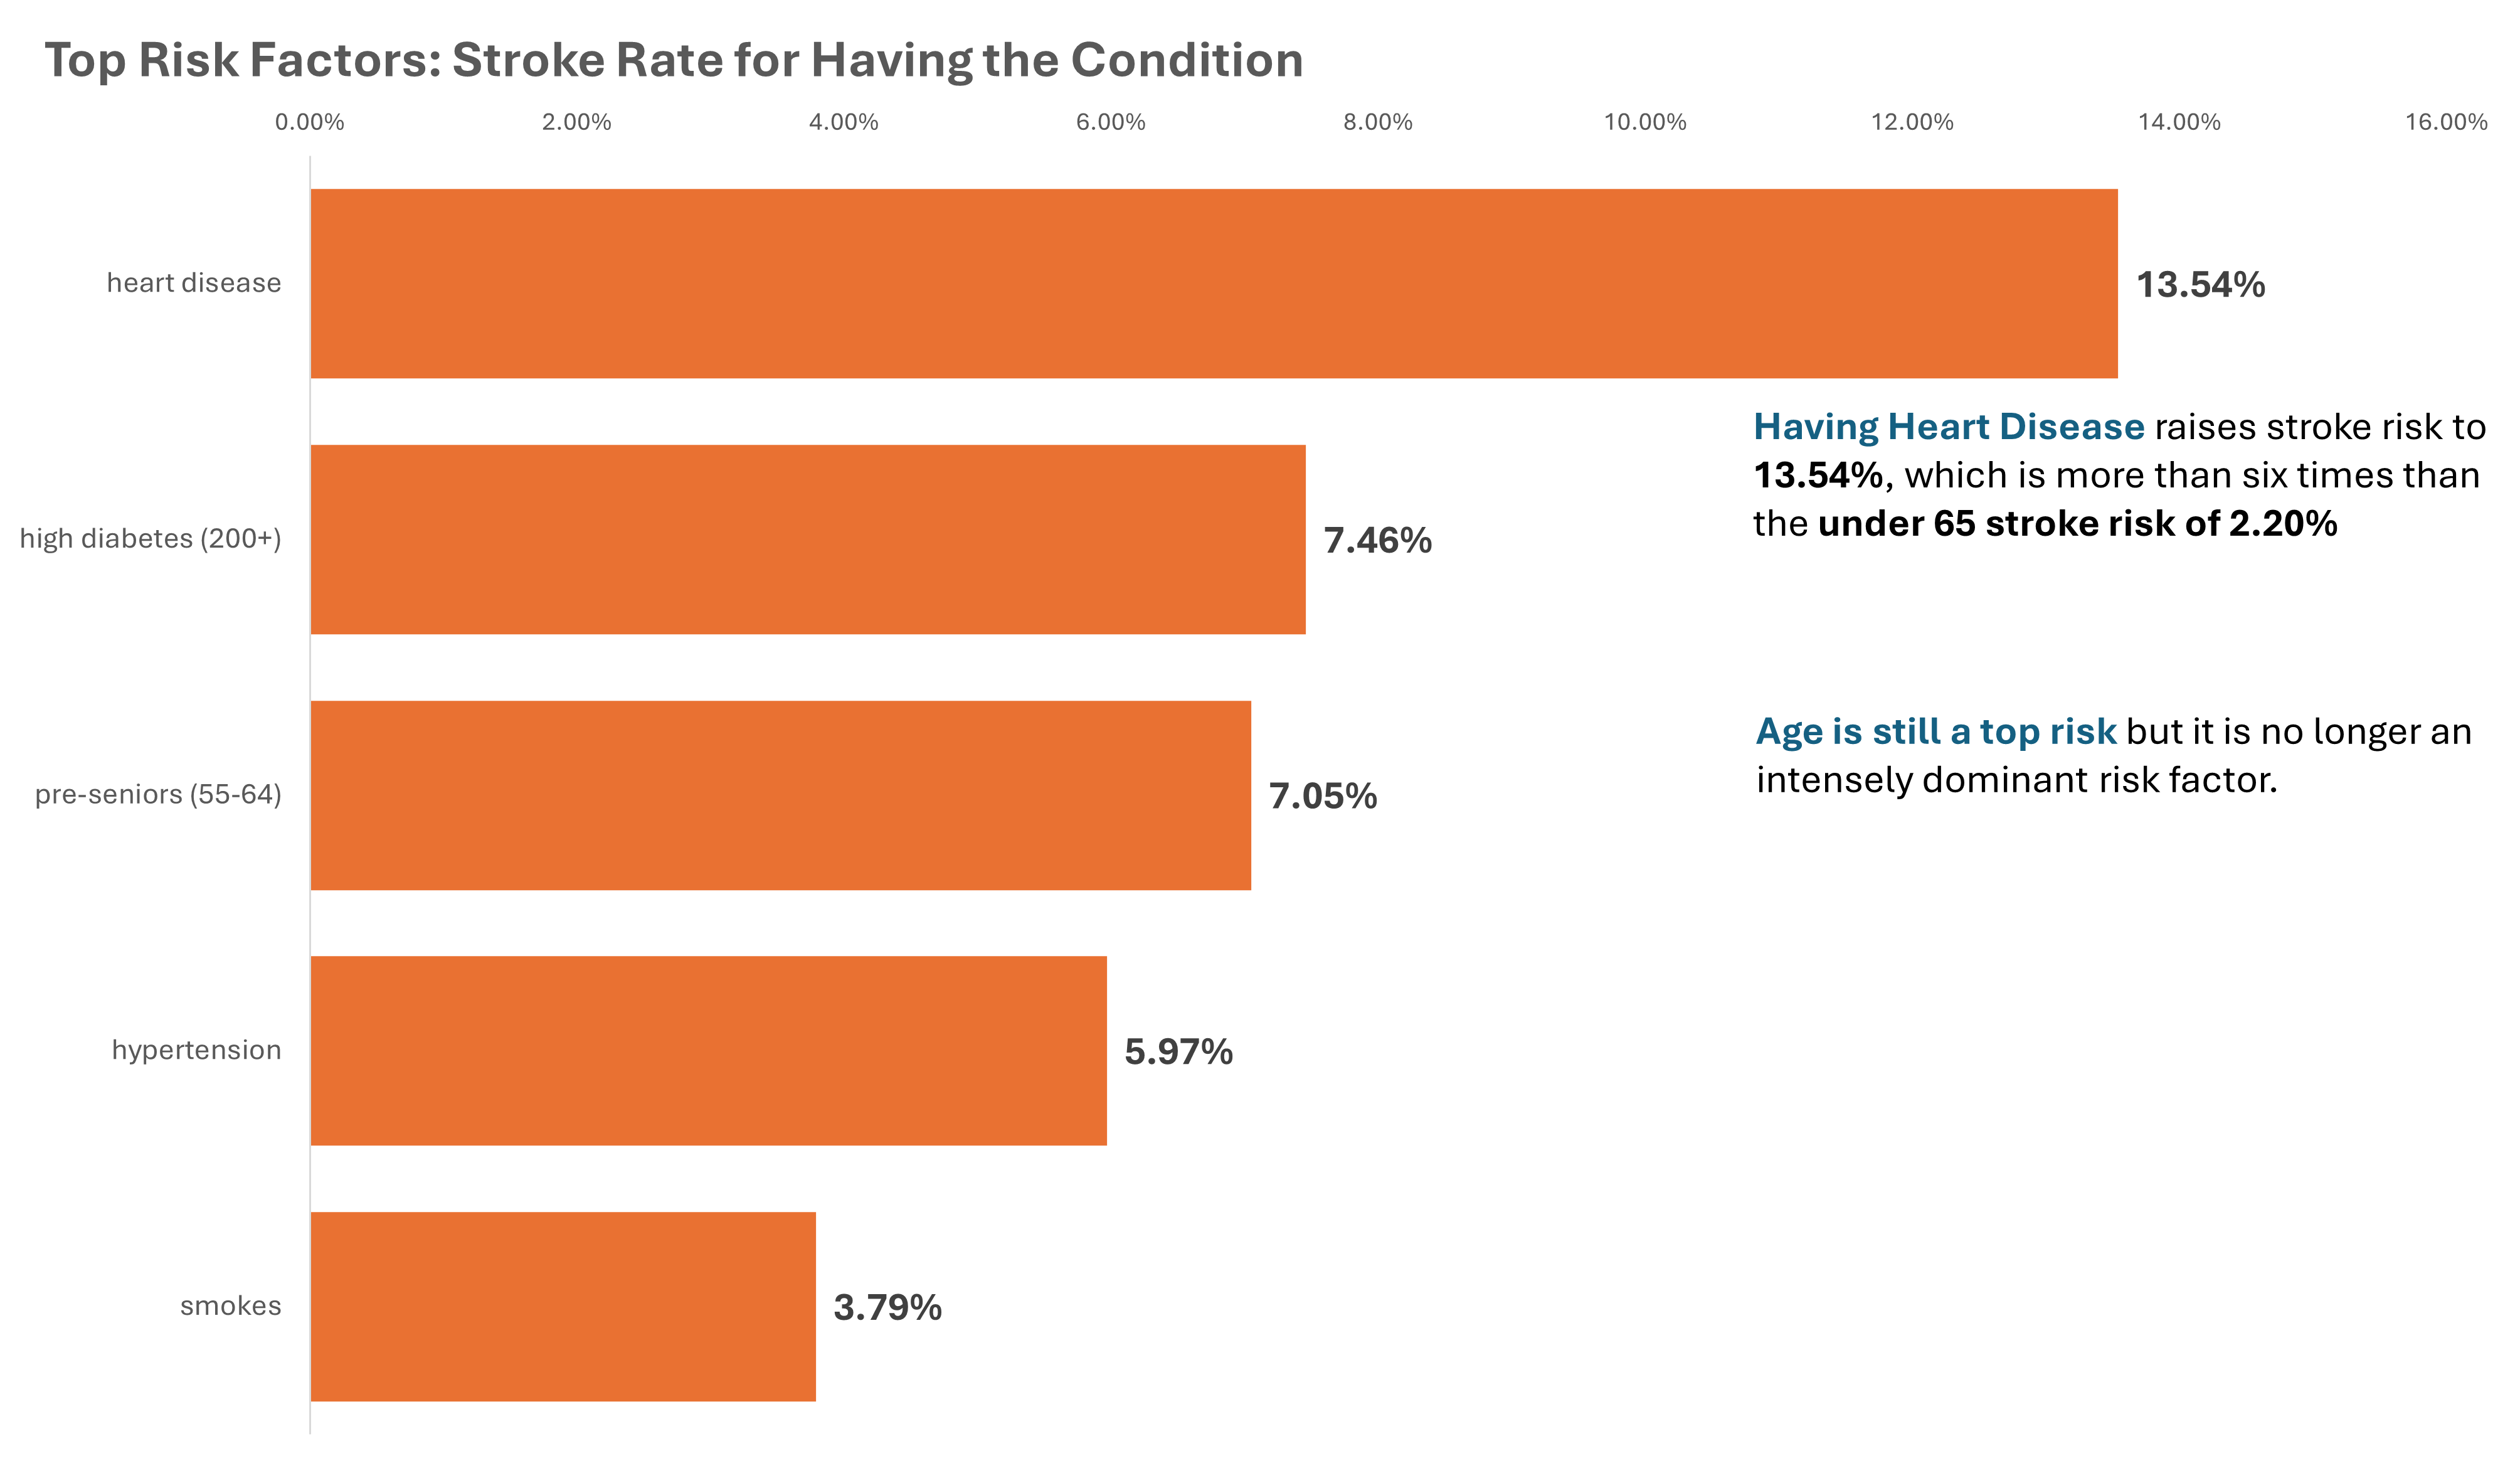 Top Risk Factors: Stroke Rate for Having the Condition
0.00% 2.00% 4.00% 6.00% 8.00% 10.00% 12.00% 14.00% 16.00%
heart disease 13.54%
Having Heart Disease raises stroke risk to
13.54%, which is more than six times than
the under 65 stroke risk of 2.20%
high diabetes (200+) 7.46%
Age is still a top risk but it is no longer an
intensely dominant risk factor.
pre-seniors (55-64) 7.05%
hypertension 5.97%
smokes 3.79%